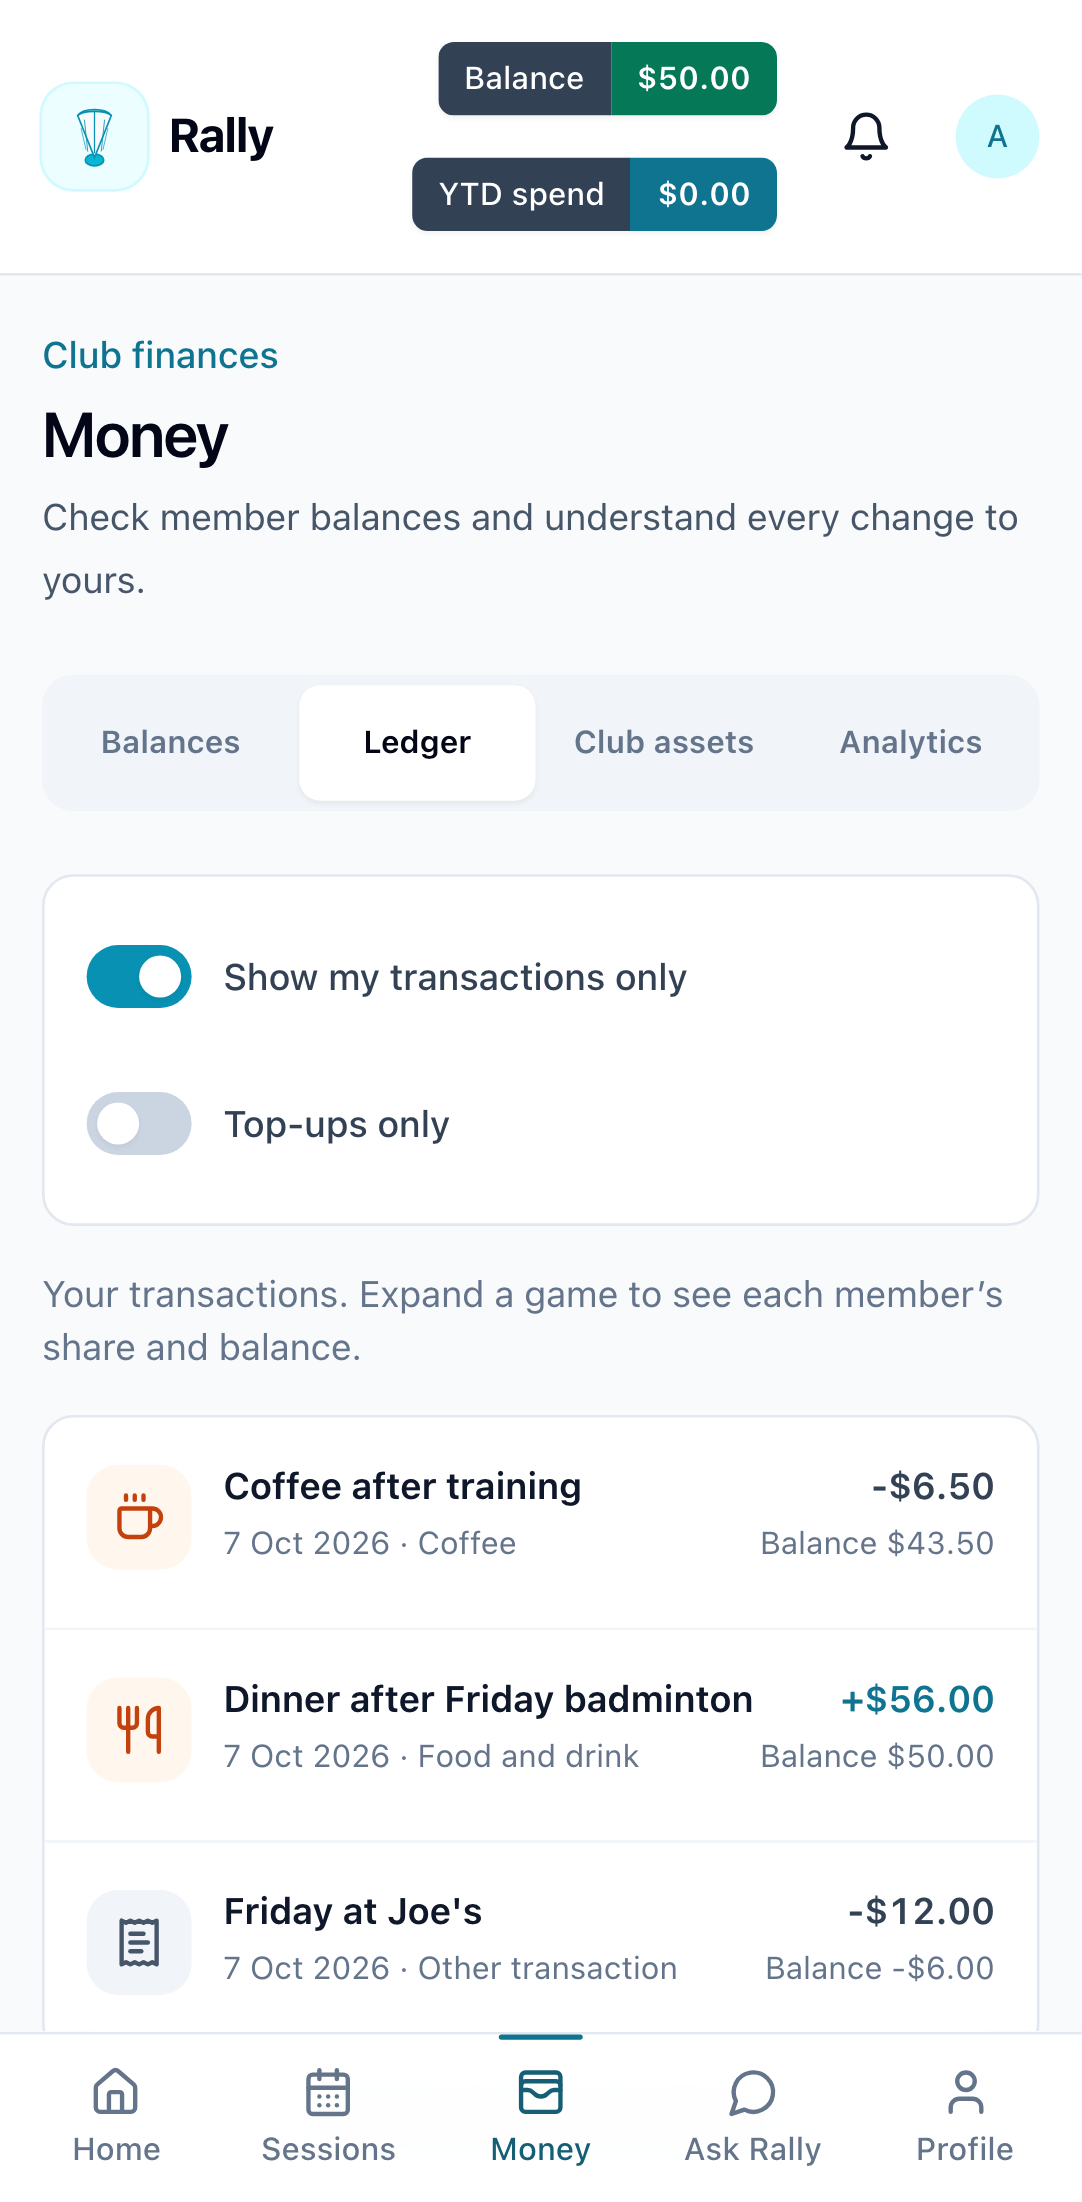 Rally
Balance $50.00
YTD spend $0.00
A
Club finances
Money
Check member balances and understand every change to
yours.
Balances Ledger Club assets Analytics
Show my transactions only
Top-ups only
Your transactions. Expand a game to see each member’s
share and balance.
Coffee after training -$6.50
7 Oct 2026 · Coffee Balance $43.50
Dinner after Friday badminton +$56.00
7 Oct 2026 · Food and drink Balance $50.00
Friday at Joe's -$12.00
7 Oct 2026 · Other transaction Balance -$6.00
Home Sessions Money Ask Rally Profile